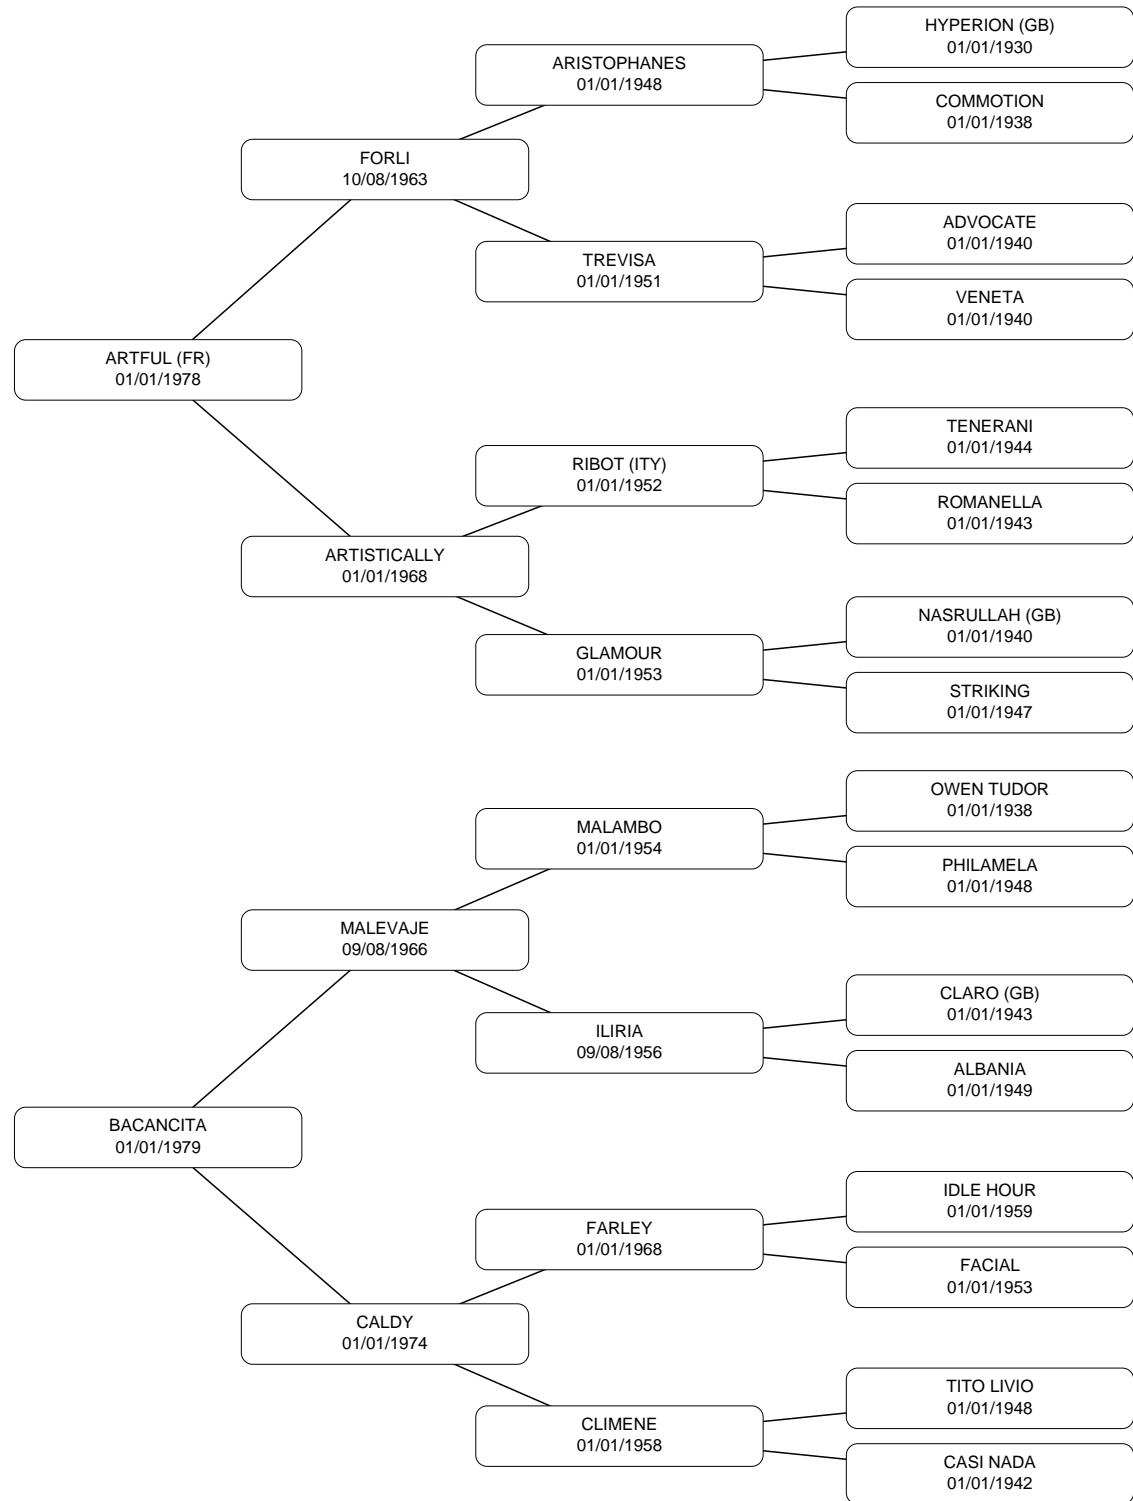 HYPERION (GB)
01/01/1930
ARISTOPHANES
01/01/1948
COMMOTION
01/01/1938
FORLI
10/08/1963
ADVOCATE
01/01/1940
TREVISA
01/01/1951
VENETA
01/01/1940
ARTFUL (FR)
01/01/1978
TENERANI
01/01/1944
RIBOT (ITY)
01/01/1952
ROMANELLA
01/01/1943
ARTISTICALLY
01/01/1968
NASRULLAH (GB)
01/01/1940
GLAMOUR
01/01/1953
STRIKING
01/01/1947
OWEN TUDOR
01/01/1938
MALAMBO
01/01/1954
PHILAMELA
01/01/1948
MALEVAJE
09/08/1966
CLARO (GB)
01/01/1943
ILIRIA
09/08/1956
ALBANIA
01/01/1949
BACANCITA
01/01/1979
IDLE HOUR
01/01/1959
FARLEY
01/01/1968
FACIAL
01/01/1953
CALDY
01/01/1974
TITO LIVIO
01/01/1948
CLIMENE
01/01/1958
CASI NADA
01/01/1942